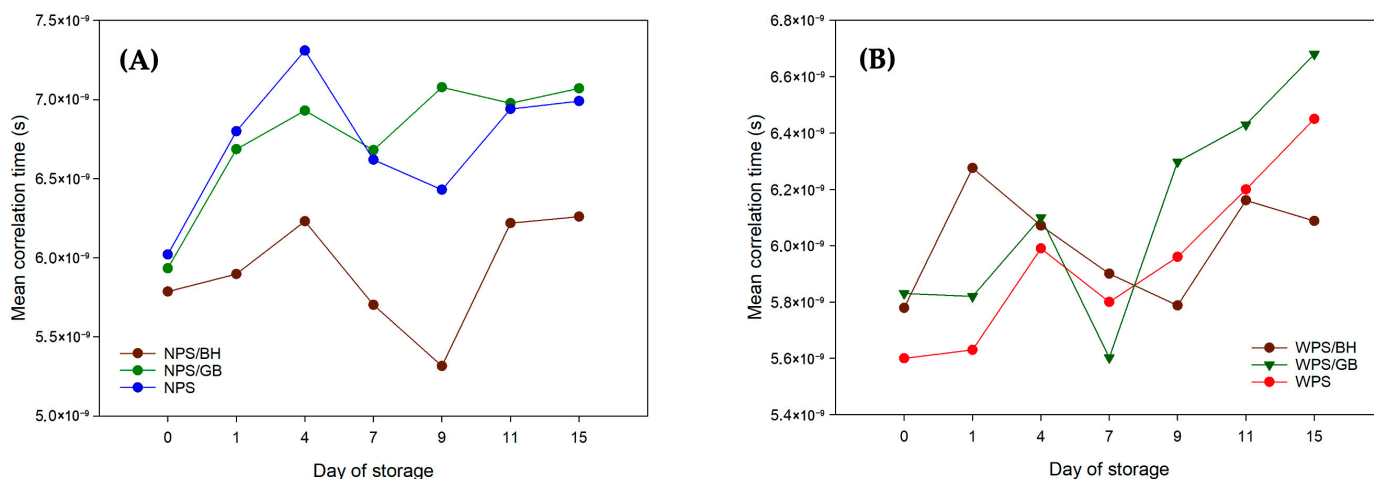 (A)
Mean correlation time (s)
7.5×10⁻⁹
7.0×10⁻⁹
6.5×10⁻⁹
6.0×10⁻⁹
5.5×10⁻⁹
5.0×10⁻⁹
NPS/BH
NPS/GB
NPS
0 1 4 7 9 11 15
Day of storage
(B)
Mean correlation time (s)
6.8×10⁻⁹
6.6×10⁻⁹
6.4×10⁻⁹
6.2×10⁻⁹
6.0×10⁻⁹
5.8×10⁻⁹
5.6×10⁻⁹
5.4×10⁻⁹
WPS/BH
WPS/GB
WPS
0 1 4 7 9 11 15
Day of storage